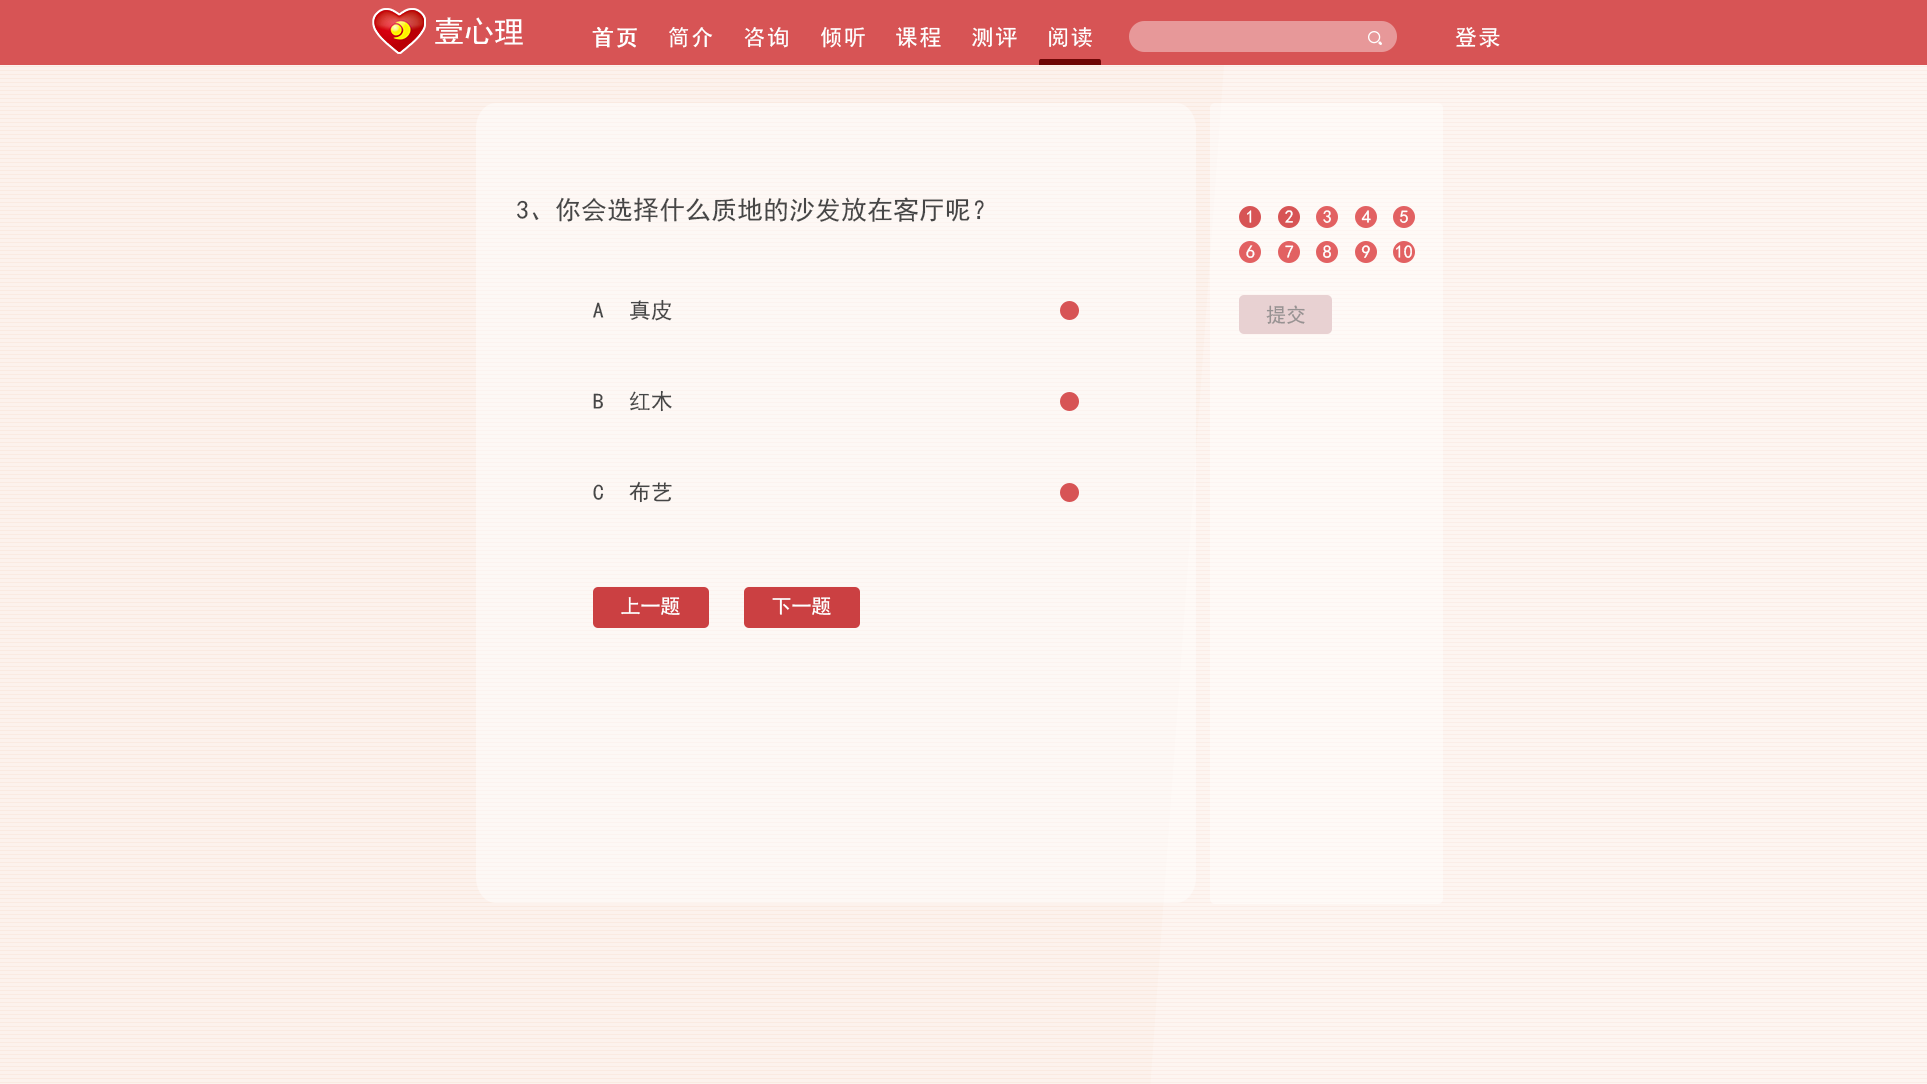 壹心理
首页 简介 咨询 倾听 课程 测评 阅读 登录
3、你会选择什么质地的沙发放在客厅呢？
A 真皮
B 红木
C 布艺
上一题 下一题
1 2 3 4 5
6 7 8 9 10
提交